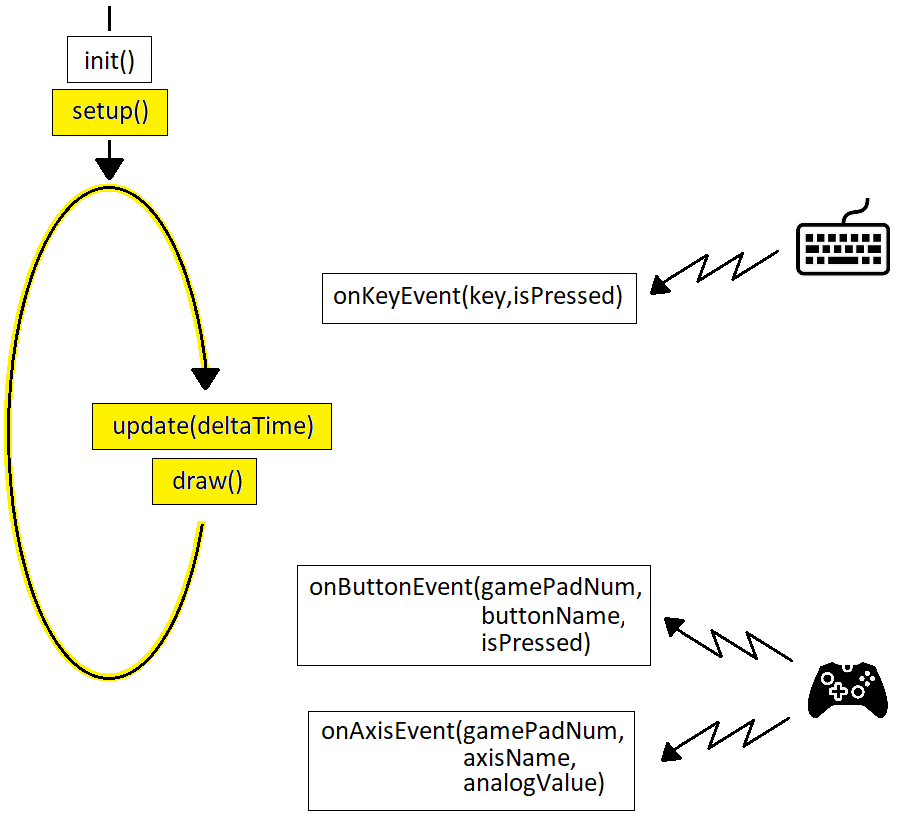 init()
setup()
onKeyEvent(key,isPressed)
update(deltaTime)
draw()
onButtonEvent(gamePadNum,
buttonName,
isPressed)
onAxisEvent(gamePadNum,
axisName,
analogValue)